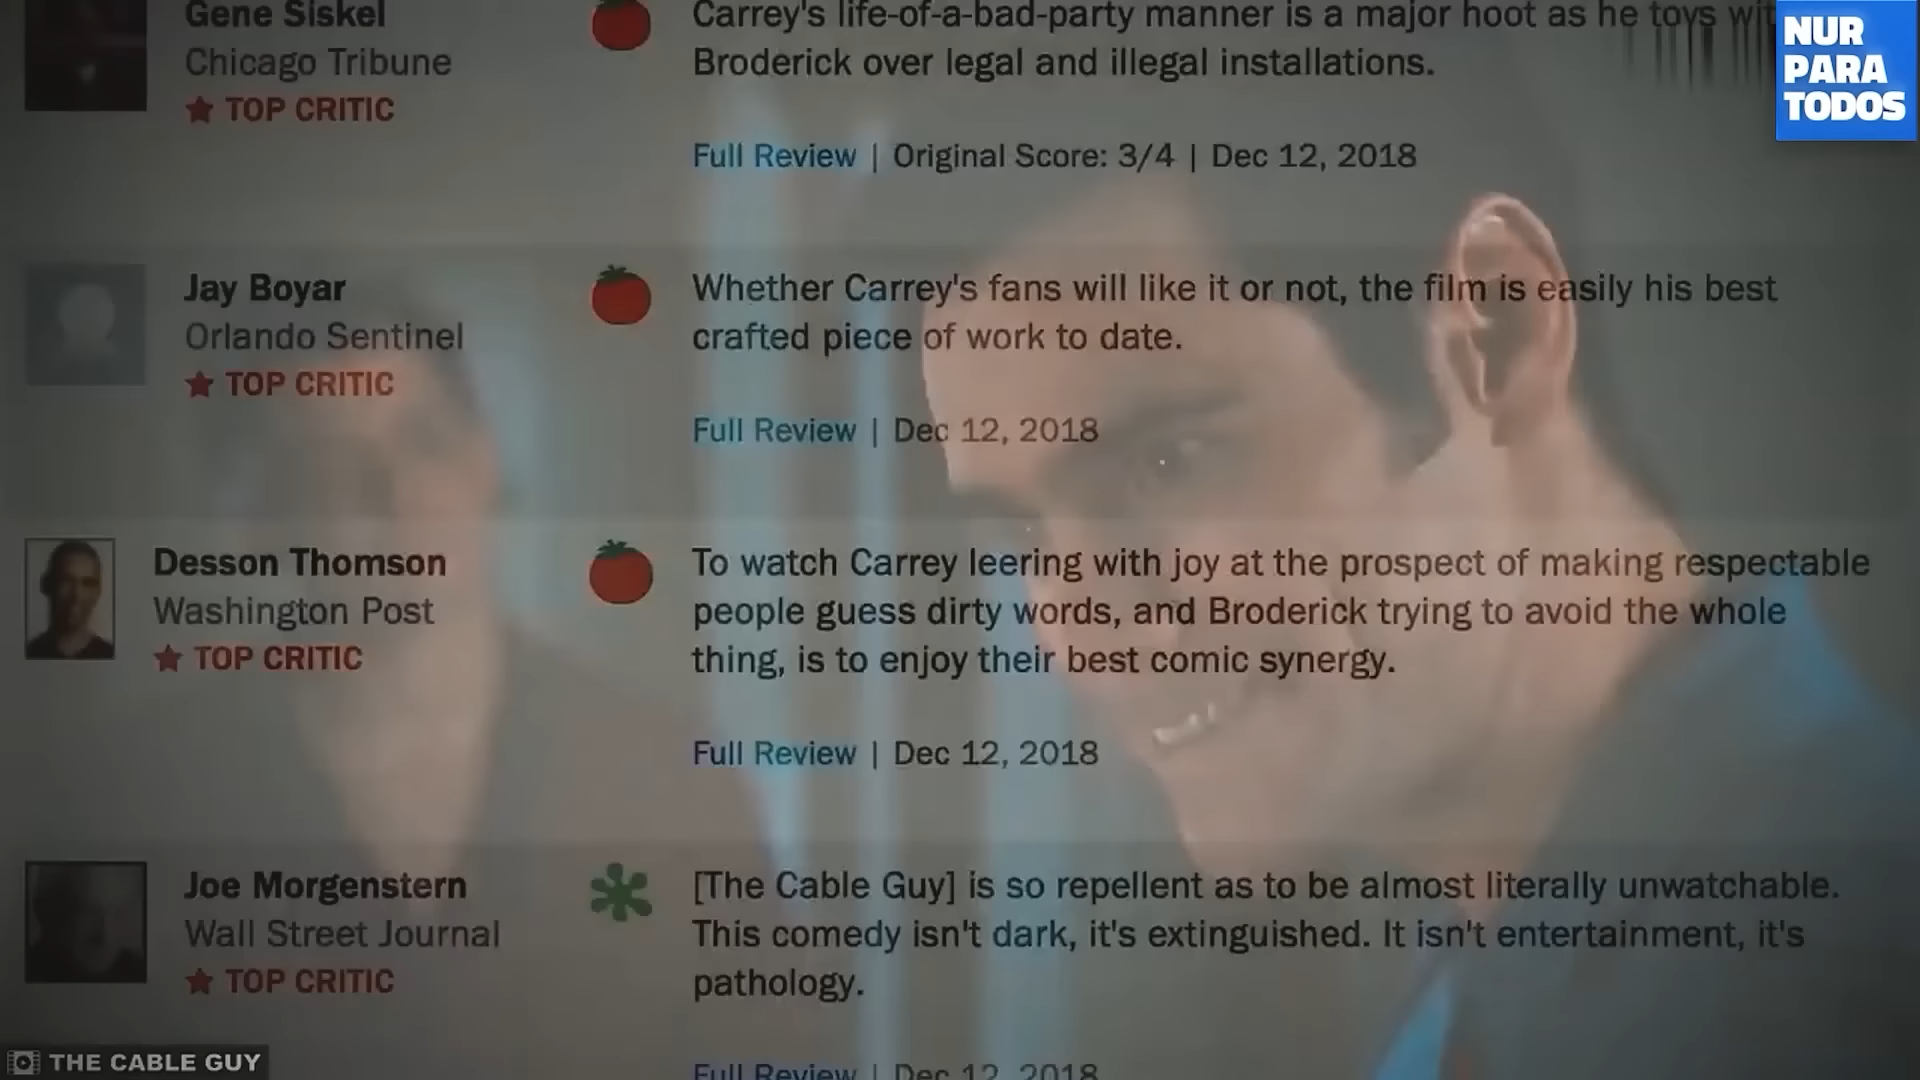 Gene Siskel
Chicago Tribune
TOP CRITIC
Carrey's life-of-a-bad-party manner is a major hoot as he toys
Broderick over legal and illegal installations.
Full Review | Original Score: 3/4 | Dec 12, 2018
NUR
PARA
TODOS
Jay Boyar
Orlando Sentinel
TOP CRITIC
Whether Carrey's fans will like it or not, the film is easily his best
crafted piece of work to date.
Full Review | Dec 12, 2018
Desson Thomson
Washington Post
TOP CRITIC
To watch Carrey leering with joy at the prospect of making respectable
people guess dirty words, and Broderick trying to avoid the whole
thing, is to enjoy their best comic synergy.
Full Review | Dec 12, 2018
Joe Morgenstern
Wall Street Journal
TOP CRITIC
[The Cable Guy] is so repellent as to be almost literally unwatchable.
This comedy isn't dark, it's extinguished. It isn't entertainment, it's
pathology.
Full Review | Dec 12, 2018
THE CABLE GUY